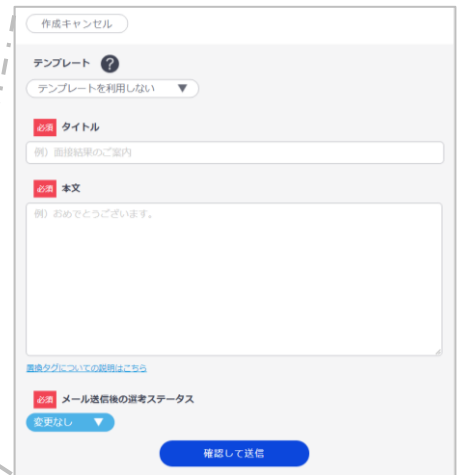 作成キャンセル
テンプレート ?
テンプレートを利用しない ▼
必須 タイトル
例）面接結果のご案内
必須 本文
例）おめでとうございます。
置換タグについての説明はこちら
必須 メール送信後の選考ステータス
変更なし ▼
確認して送信